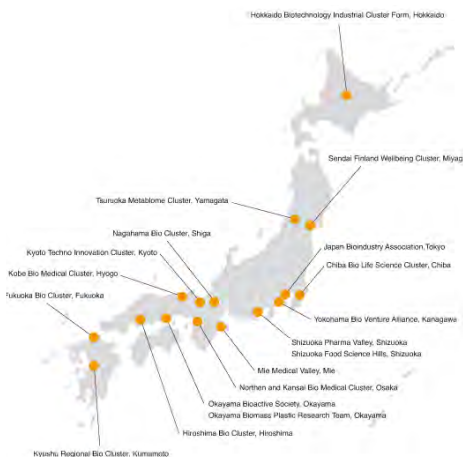 Hokkaido Biotechnology Industrial Cluster Form, Hokkaido
Sendai Finland Wellbeing Cluster, Miyag
Tsuruoka Metablome Cluster, Yamagata
Nagahama Bio Cluster, Shiga
Japan Bioindustry Association,Tokyo
Kyoto Techno Innovation Cluster, Kyoto
Chiba Bio Life Science Cluster, Chiba
Kobe Bio Medical Cluster, Hyogo
Fukuoka Bio Cluster, Fukuoka
Yokohama Bio Venture Alliance, Kanagawa
Shizuoka Pharma Valley, Shizuoka
Shizuoka Food Science Hills, Shizuoka
Mie Medical Valley, Mie
Northen and Kansai Bio Medical Cluster, Osaka
Okayama Bioactive Society, Okayama
Okayama Biomass Plastic Research Team, Okayama
Hiroshima Bio Cluster, Hiroshima
Kyushu Regional Bio Cluster, Kumamoto